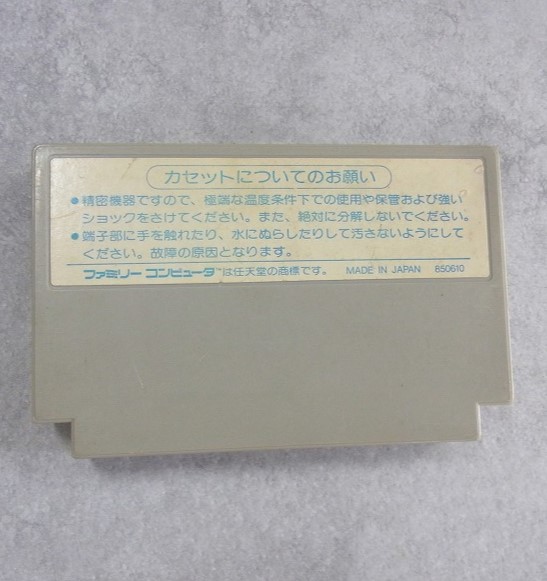 カセットについてのお願い
●精密機器ですので、極端な温度条件下での使用や保管および強い
ショックをさけてください。また、絶対に分解しないでください。
●端子部に手を触れたり、水にぬらしたりして汚さないようにして
ください。故障の原因となります。
ファミリー コンピュータ™は任天堂の商標です。 MADE IN JAPAN 850610